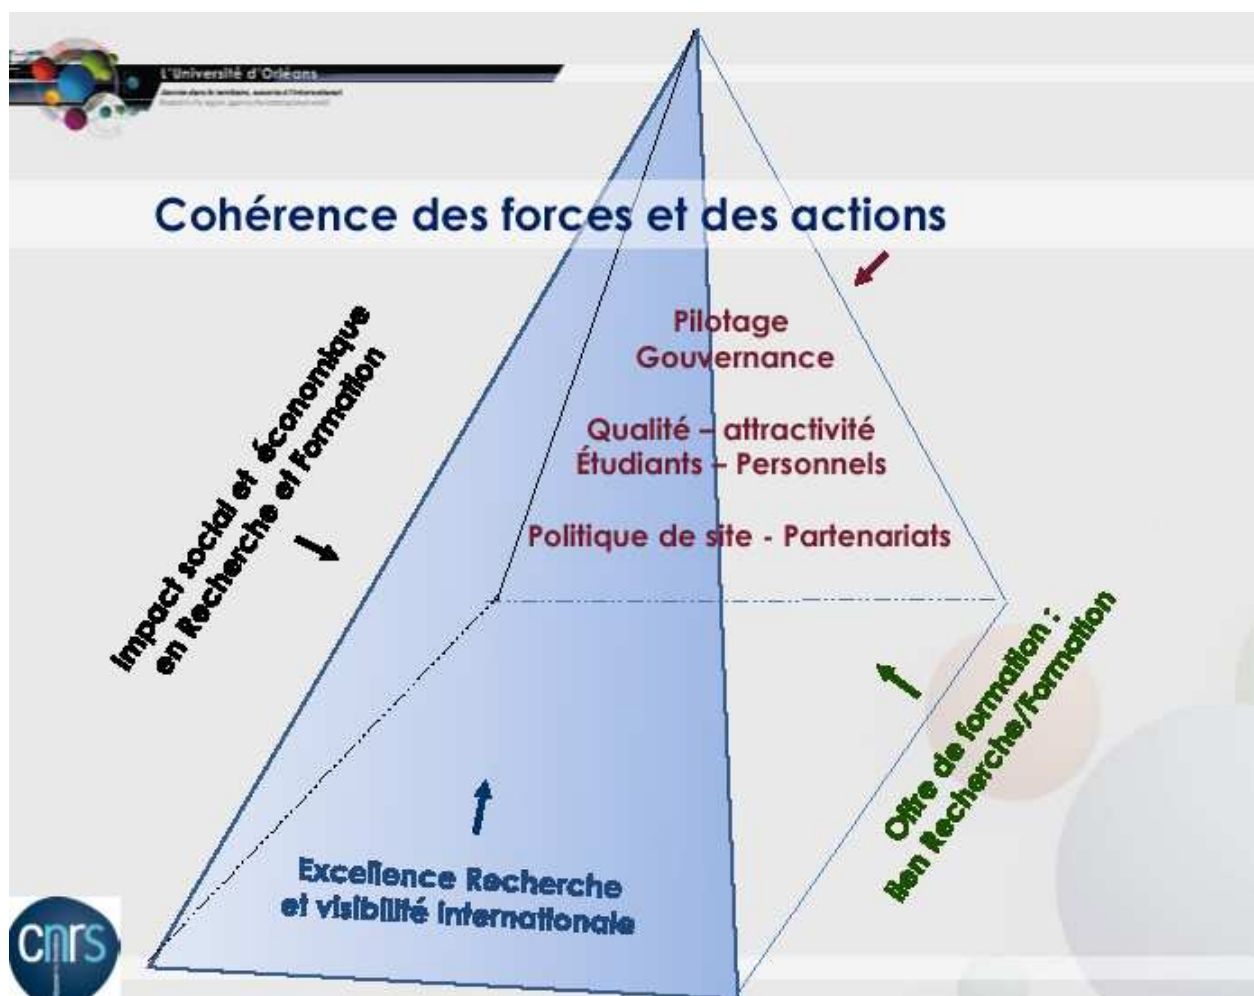 L'Université d'Orléans
Cohérence des forces et des actions
Pilotage
Gouvernance
Qualité – attractivité
Étudiants – Personnels
Politique de site - Partenariats
Impact social et économique
en Recherche et Formation
Offre de formation :
lien Recherche/Formation
Excellence Recherche
et visibilité internationale
cnrs